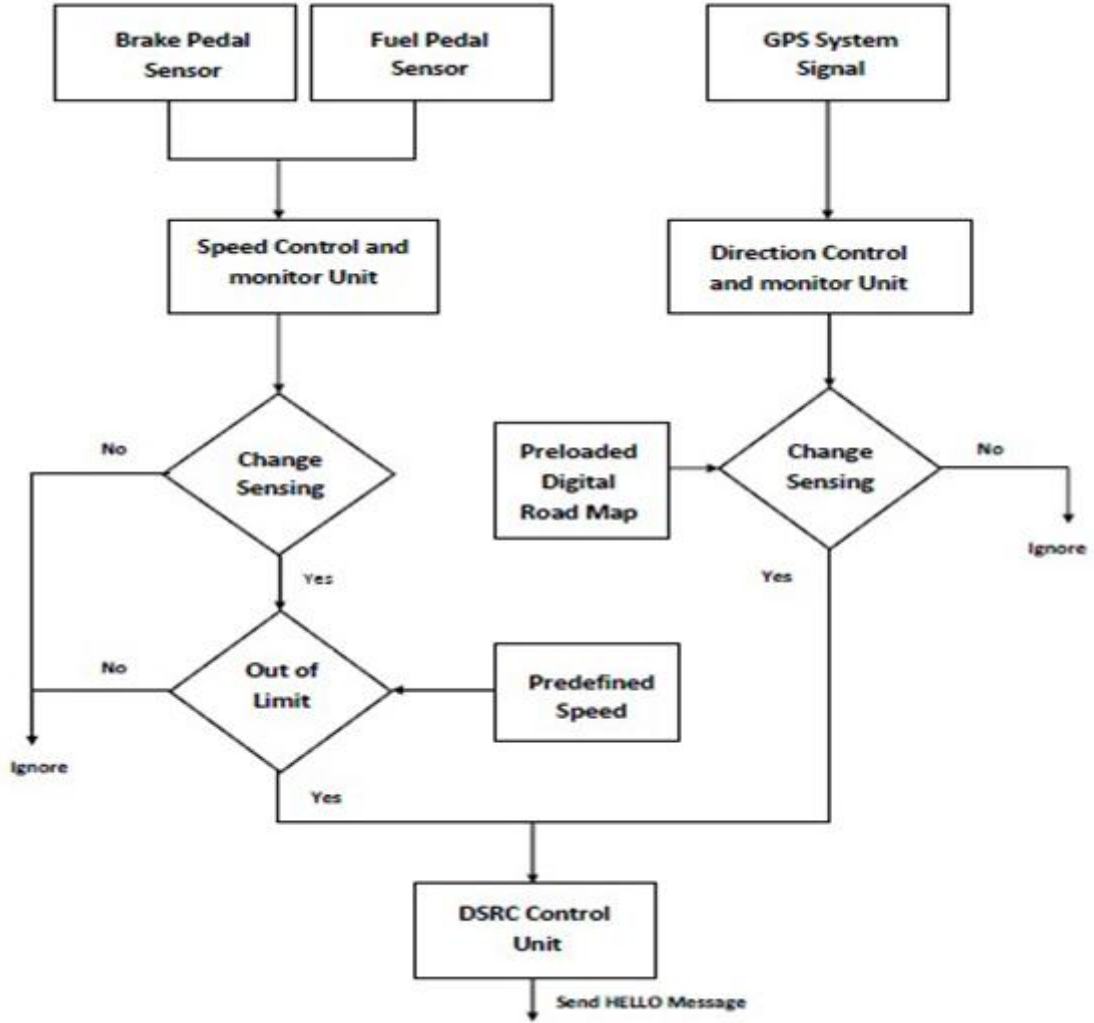 Brake Pedal
Sensor
Fuel Pedal
Sensor
GPS System
Signal
Speed Control and
monitor Unit
Direction Control
and monitor Unit
No
Change
Sensing
Preloaded
Digital
Road Map
Change
Sensing
No
Ignore
Yes
Yes
No
Out of
Limit
Predefined
Speed
Ignore
Yes
DSRC Control
Unit
Send HELLO Message